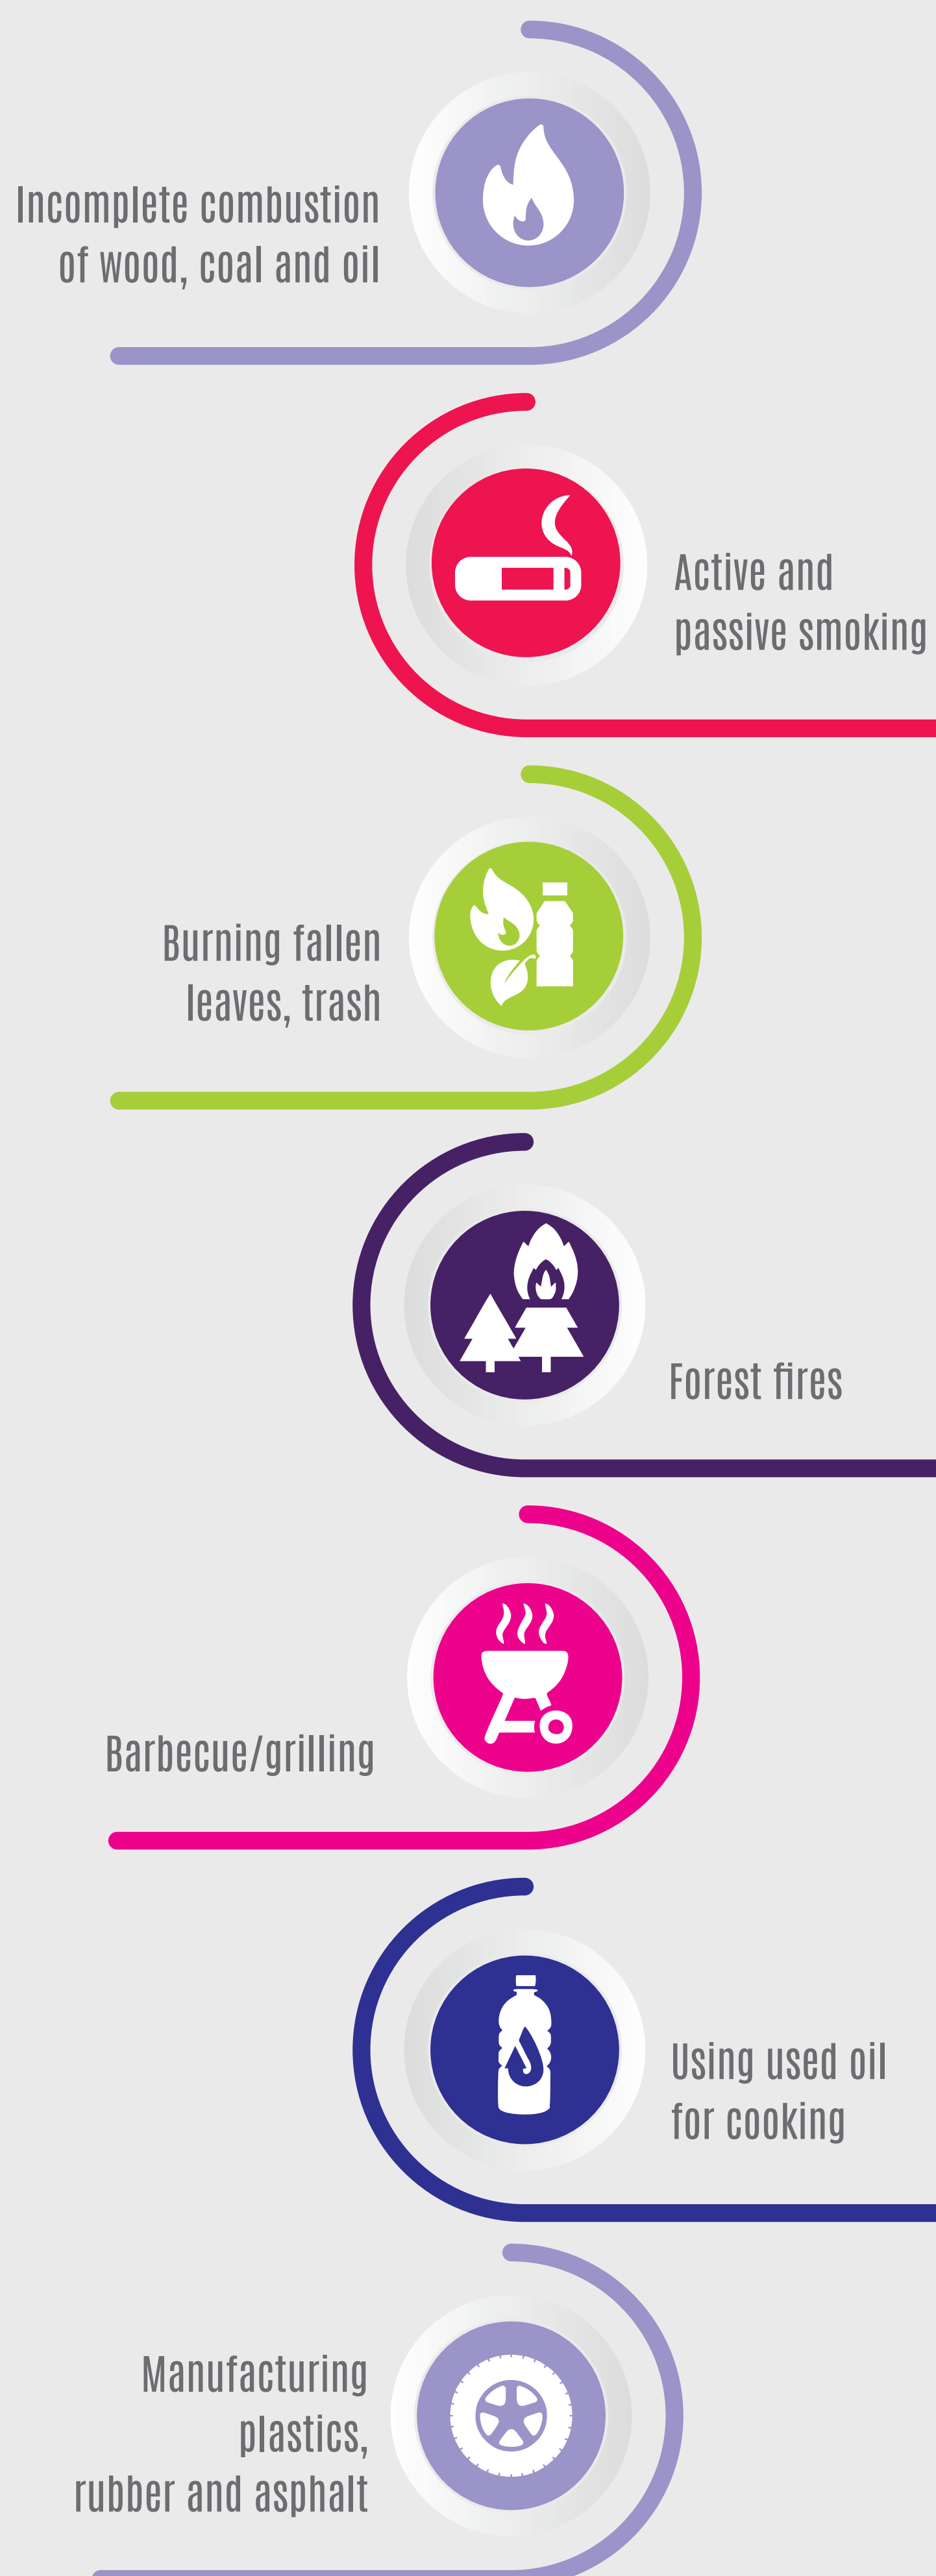 Incomplete combustion
of wood, coal and oil
Active and
passive smoking
Burning fallen
leaves, trash
Forest fires
Barbecue/grilling
Using used oil
for cooking
Manufacturing
plastics,
rubber and asphalt